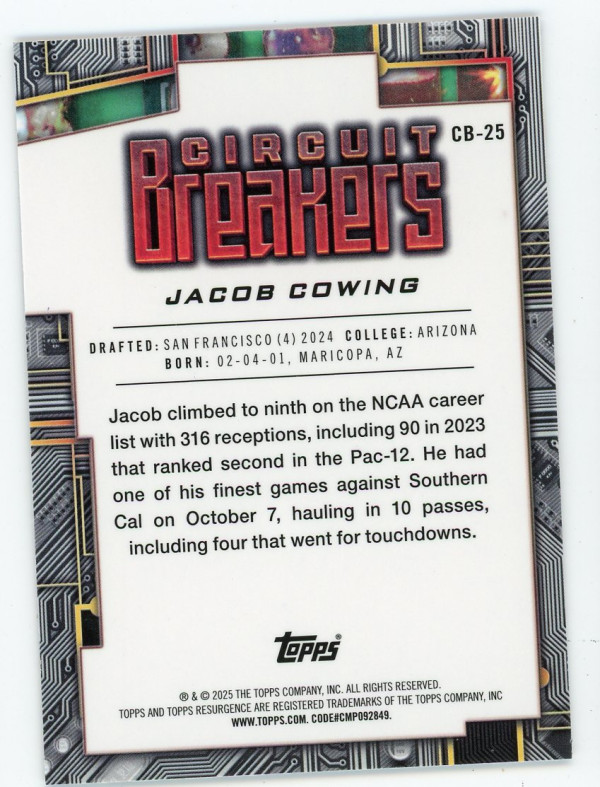 CB-25
CIRCUIT
Breakers
JACOB COWING
DRAFTED: SAN FRANCISCO (4) 2024 COLLEGE: ARIZONA
BORN: 02-04-01, MARICOPA, AZ
Jacob climbed to ninth on the NCAA career
list with 316 receptions, including 90 in 2023
that ranked second in the Pac-12. He had
one of his finest games against Southern
Cal on October 7, hauling in 10 passes,
including four that went for touchdowns.
TOPPS®
® & © 2025 THE TOPPS COMPANY, INC. ALL RIGHTS RESERVED.
TOPPS AND TOPPS RESURGENCE ARE REGISTERED TRADEMARKS OF THE TOPPS COMPANY, INC
WWW.TOPPS.COM. CODE#CMP092849.